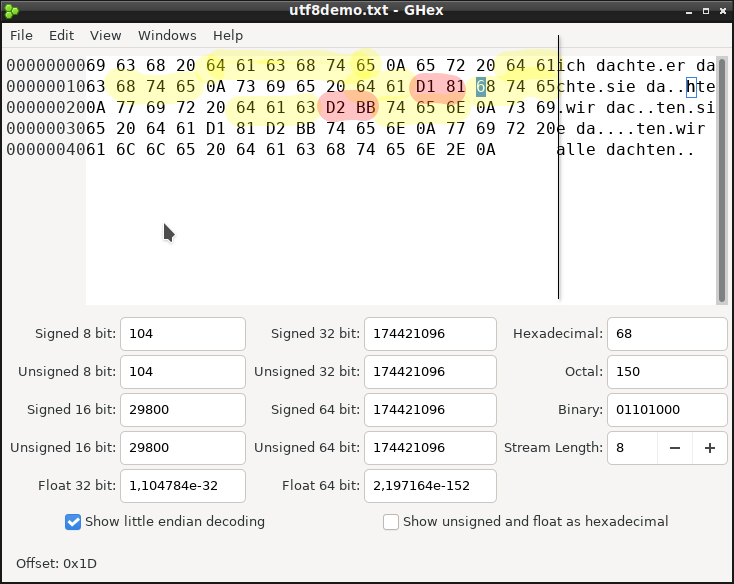 utf8demo.txt - GHex
File Edit View Windows Help
00000000 69 63 68 20 64 61 63 68 74 65 0A 65 72 20 64 61 ich dachte.er da
00000010 63 68 74 65 0A 73 69 65 20 64 61 D1 81 68 74 65 chte.sie da..hte
00000020 0A 77 69 72 20 64 61 63 D2 BB 74 65 6E 0A 73 69 .wir dac..ten.si
00000030 65 20 64 61 D1 81 D2 BB 74 65 6E 0A 77 69 72 20 e da....ten.wir
00000040 61 6C 6C 65 20 64 61 63 68 74 65 6E 2E 0A alle dachten..
Signed 8 bit: 104 Signed 32 bit: 174421096 Hexadecimal: 68
Unsigned 8 bit: 104 Unsigned 32 bit: 174421096 Octal: 150
Signed 16 bit: 29800 Signed 64 bit: 174421096 Binary: 01101000
Unsigned 16 bit: 29800 Unsigned 64 bit: 174421096 Stream Length: 8 − +
Float 32 bit: 1,104784e-32 Float 64 bit: 2,197164e-152
Show little endian decoding Show unsigned and float as hexadecimal
Offset: 0x1D